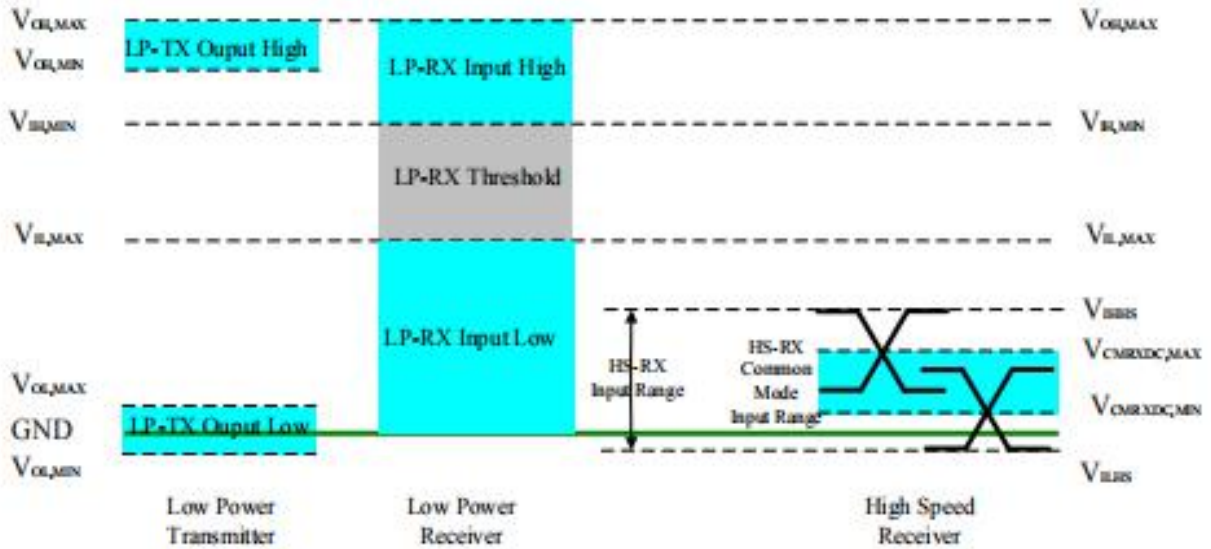 VOH,MAX
VOH,MIN
VIH,MIN
VIL,MAX
VOL,MAX
GND
VOL,MIN
LP-TX Ouput High
LP-TX Ouput Low
Low Power
Transmitter
LP-RX Input High
LP-RX Threshold
LP-RX Input Low
Low Power
Receiver
HS-RX
Input Range
HS-RX
Common
Mode
Input Range
High Speed
Receiver
VOH,MAX
VIH,MIN
VIL,MAX
VIHHS
VCMRXDC,MAX
VCMRXDC,MIN
VILHS